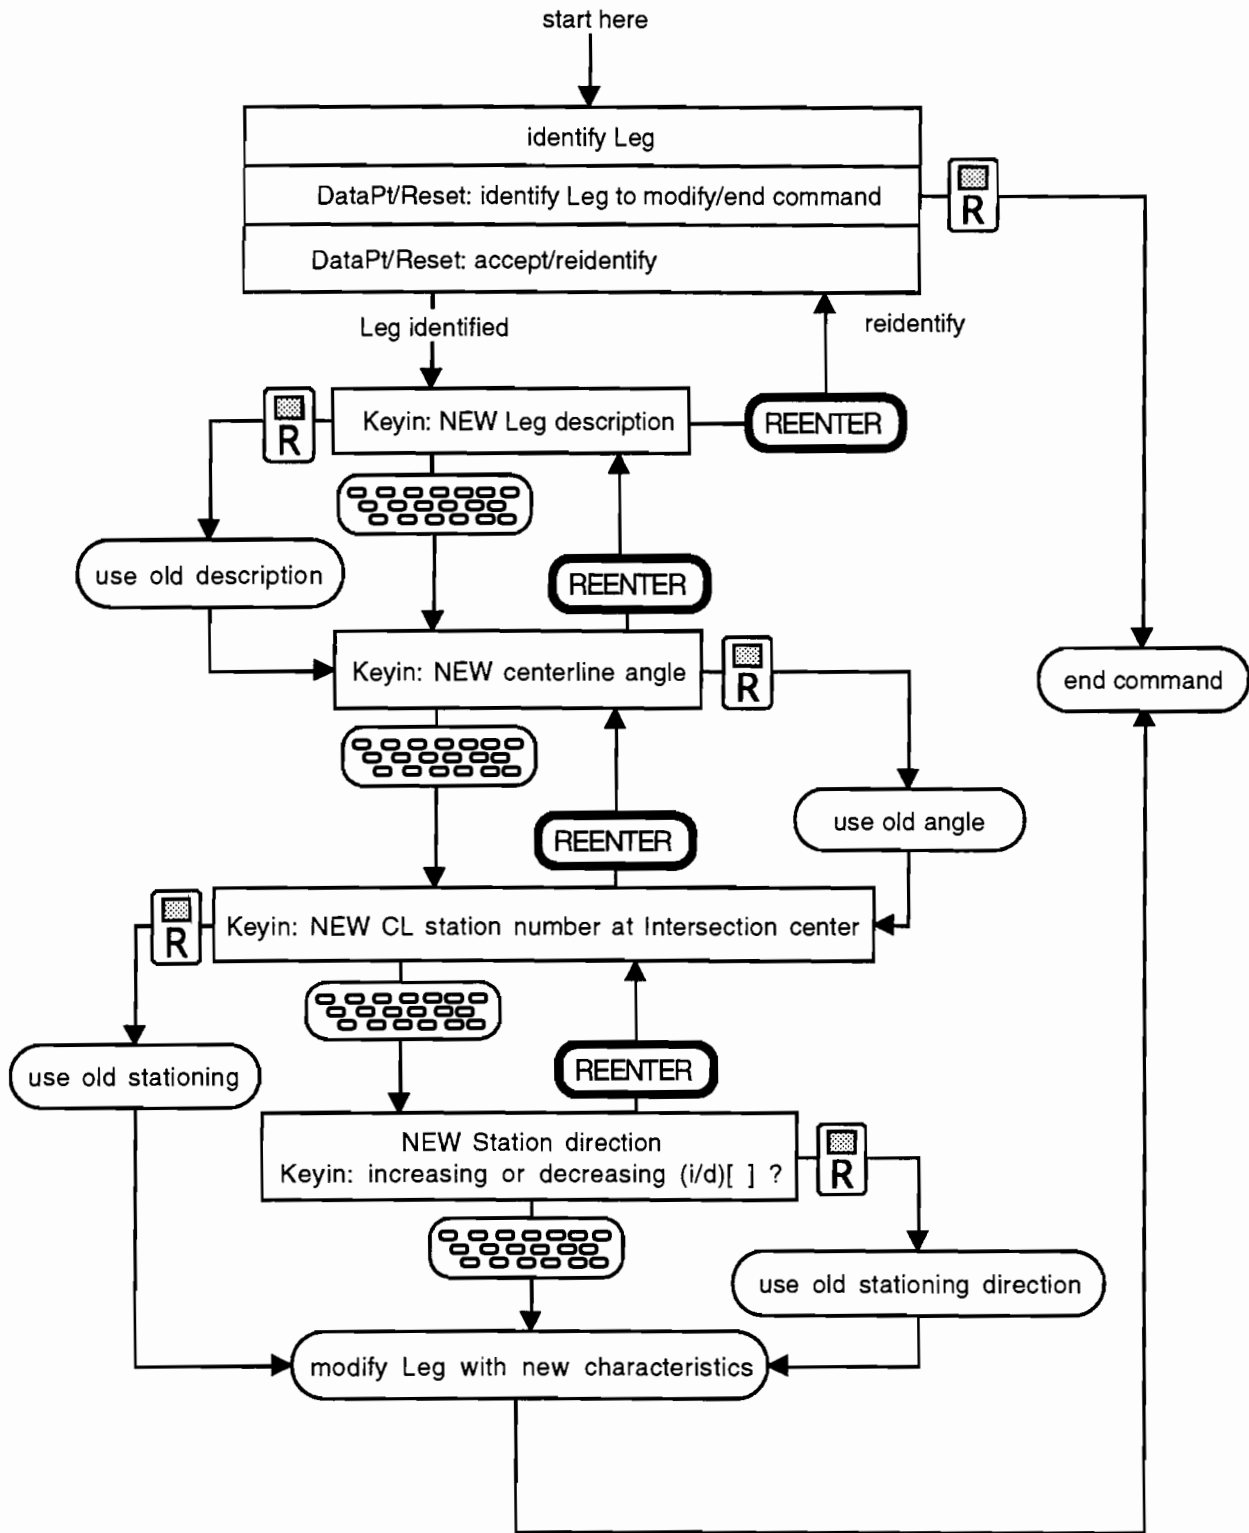 start here
identify Leg
DataPt/Reset: identify Leg to modify/end command
R
DataPt/Reset: accept/reidentify
Leg identified
reidentify
R
Keyin: NEW Leg description
REENTER
use old description
REENTER
Keyin: NEW centerline angle
R
end command
use old angle
REENTER
R
Keyin: NEW CL station number at Intersection center
use old stationing
REENTER
NEW Station direction
Keyin: increasing or decreasing (i/d)[ ] ?
R
use old stationing direction
modify Leg with new characteristics